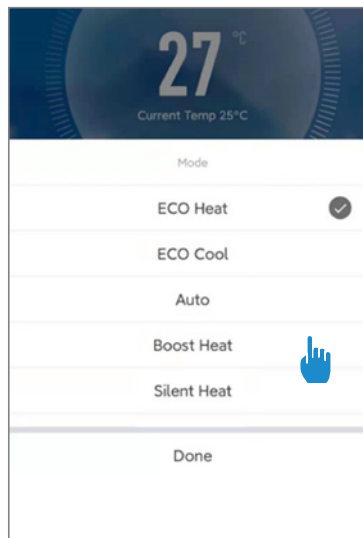 27 °C
Current Temp 25°C
Mode
ECO Heat
ECO Cool
Auto
Boost Heat
Silent Heat
Done